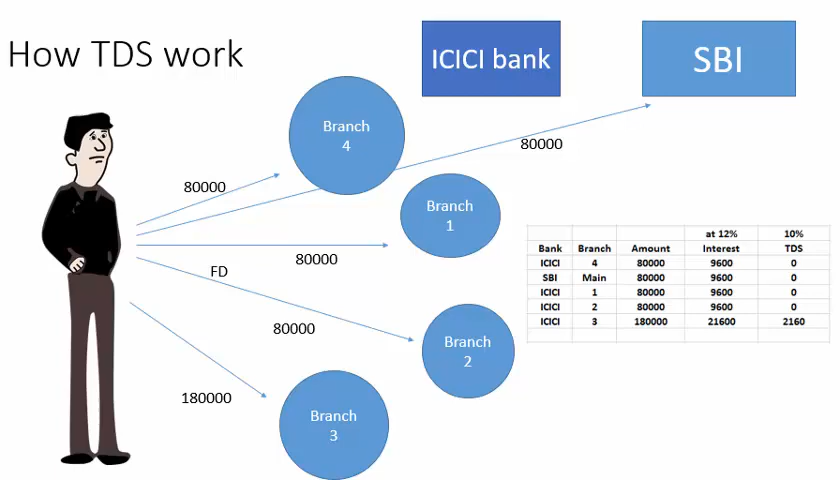 How TDS work
ICICI bank
SBI
Branch
4
80000
80000
Branch
1
80000
FD
80000
Branch
2
180000
Branch
3
at 12% 10%
Bank Branch Amount Interest TDS
ICICI 4 80000 9600 0
SBI Main 80000 9600 0
ICICI 1 80000 9600 0
ICICI 2 80000 9600 0
ICICI 3 180000 21600 2160